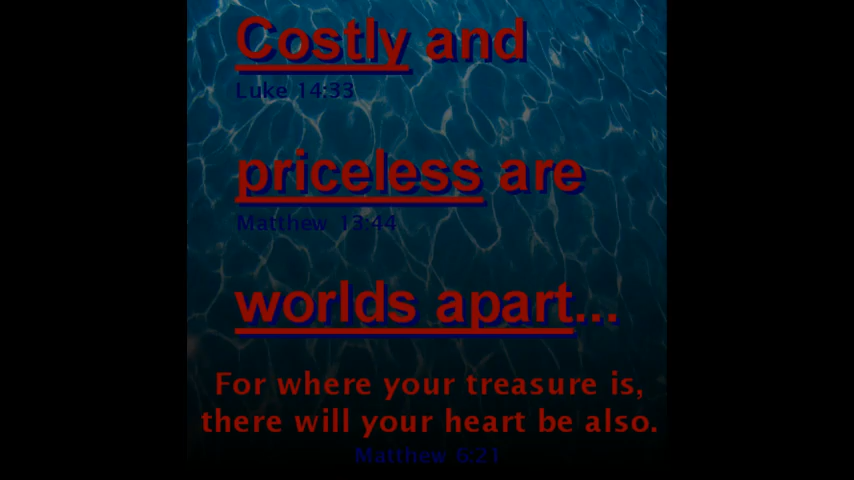 Costly and
Luke 14:33
priceless are
Matthew 13:44
worlds apart...
For where your treasure is,
there will your heart be also.
Matthew 6:21